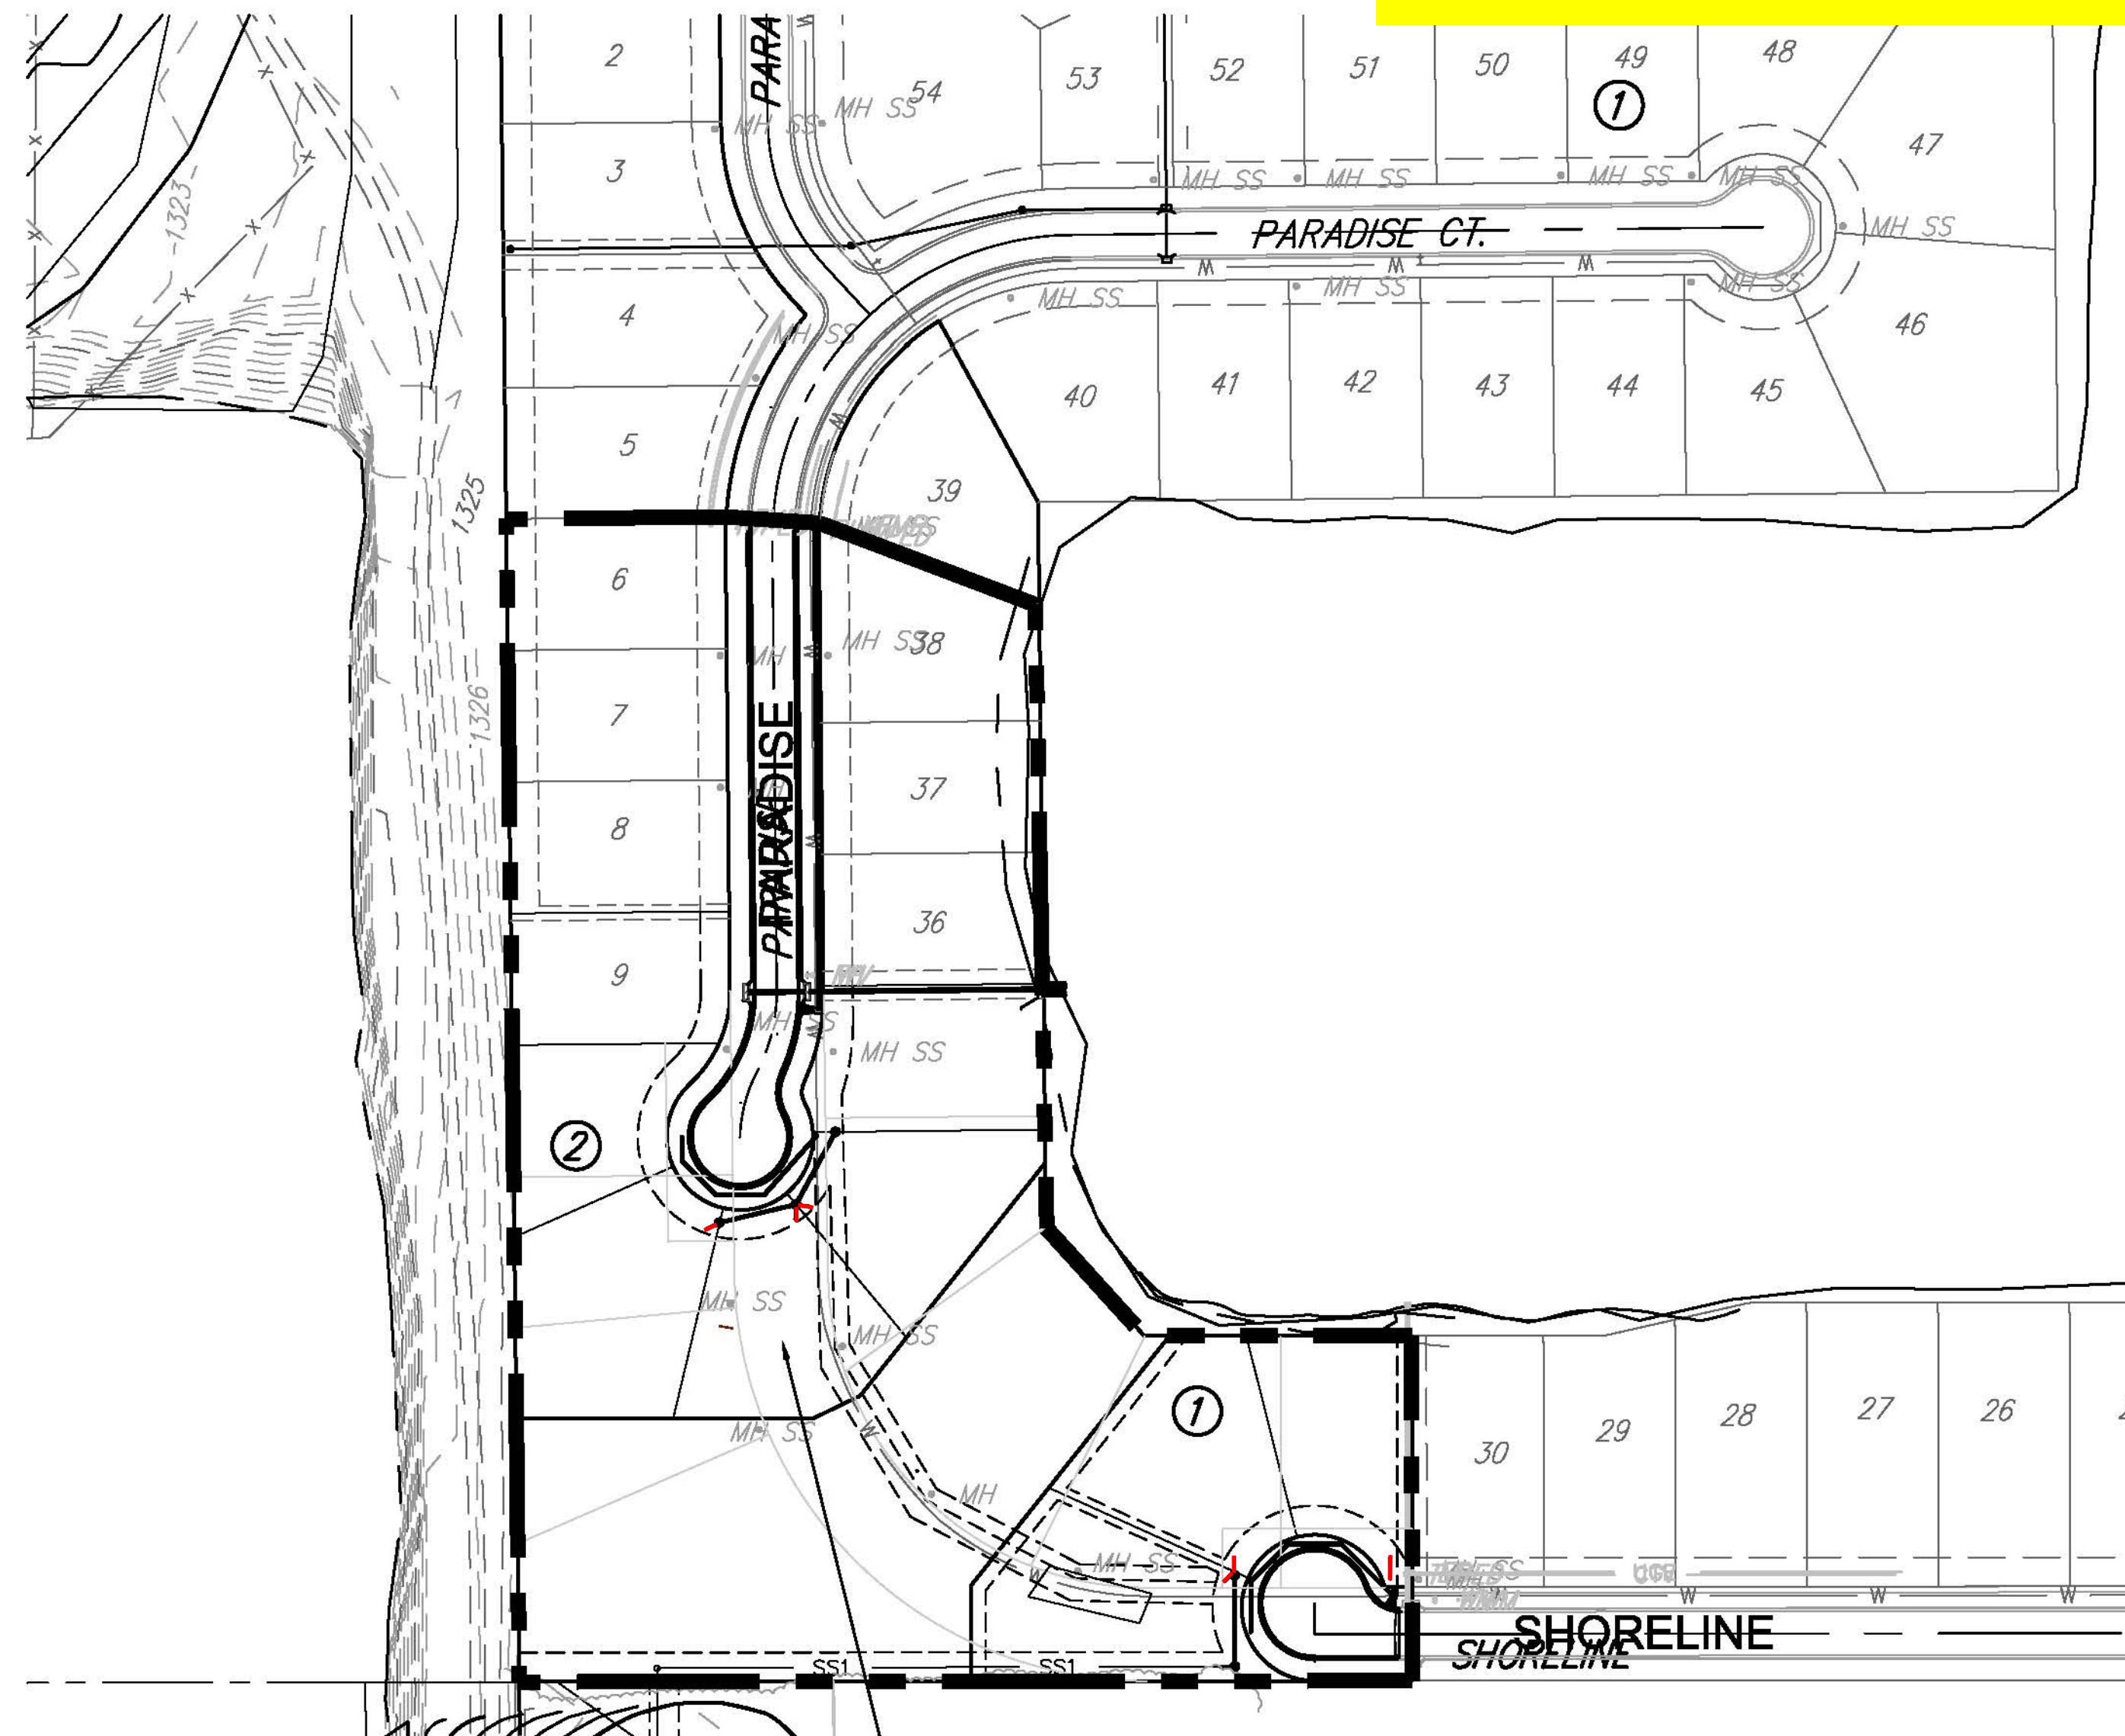 2
PARA
54
53
52
51
50
49
48
1
MH SS
MH SS
3
47
MH SS
MH SS
MH SS
MH SS
-1323-
PARADISE CT.
MH SS
W
W
W
MH SS
MH SS
MH SS
4
MH SS
46
40
41
42
43
44
45
W
5
39
1325
6
MH SS
38
MH
W
1326
7
PARADISE
37
8
W
36
9
MH SS
MH SS
W
2
MH SS
MH SS
1
MH SS
W
30
29
28
27
26
MH
MH SS
W
W
W
W
SHORELINE
SHORELINE
SS1
SS1